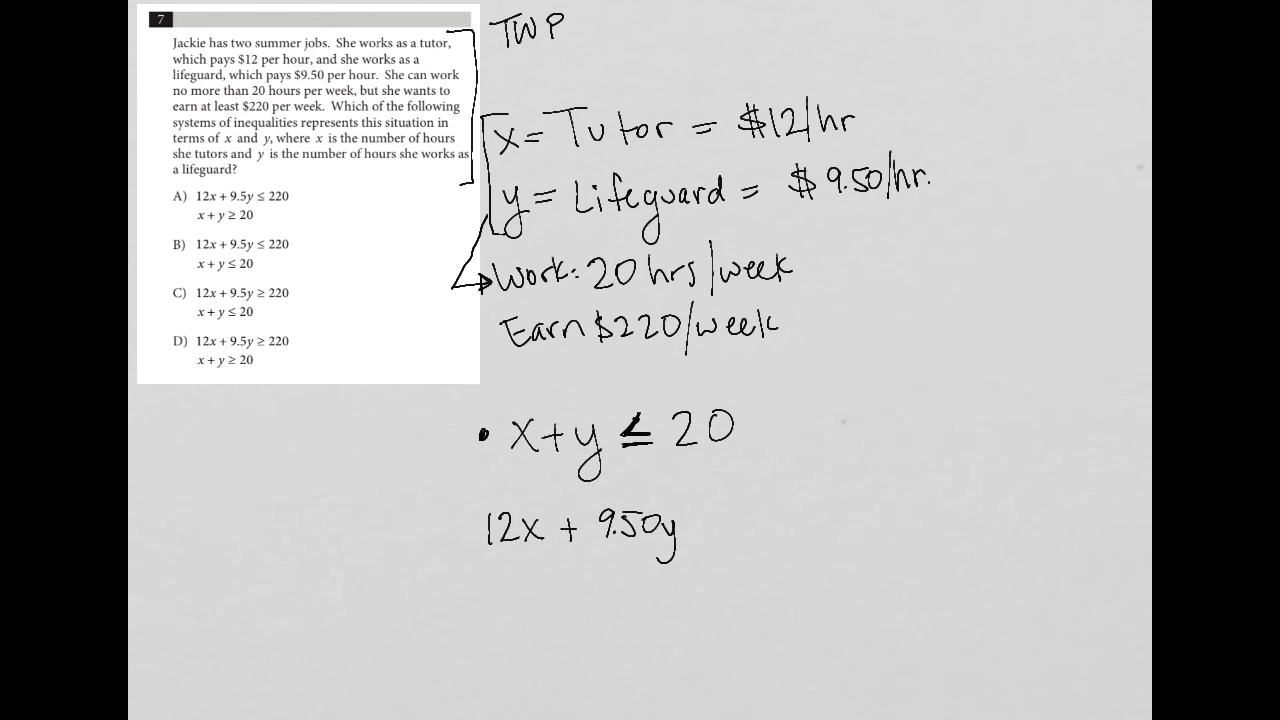 7
Jackie has two summer jobs. She works as a tutor,
which pays $12 per hour, and she works as a
lifeguard, which pays $9.50 per hour. She can work
no more than 20 hours per week, but she wants to
earn at least $220 per week. Which of the following
systems of inequalities represents this situation in
terms of x and y, where x is the number of hours
she tutors and y is the number of hours she works as
a lifeguard?
A) 12x + 9.5y ≤ 220
x + y ≥ 20
B) 12x + 9.5y ≤ 220
x + y ≤ 20
C) 12x + 9.5y ≥ 220
x + y ≤ 20
D) 12x + 9.5y ≥ 220
x + y ≥ 20
TWP
x = Tutor = $12/hr
y = Lifeguard = $9.50/hr.
Work: 20 hrs/week
Earn $220/week
• x+y ≤ 20
12x + 9.50y